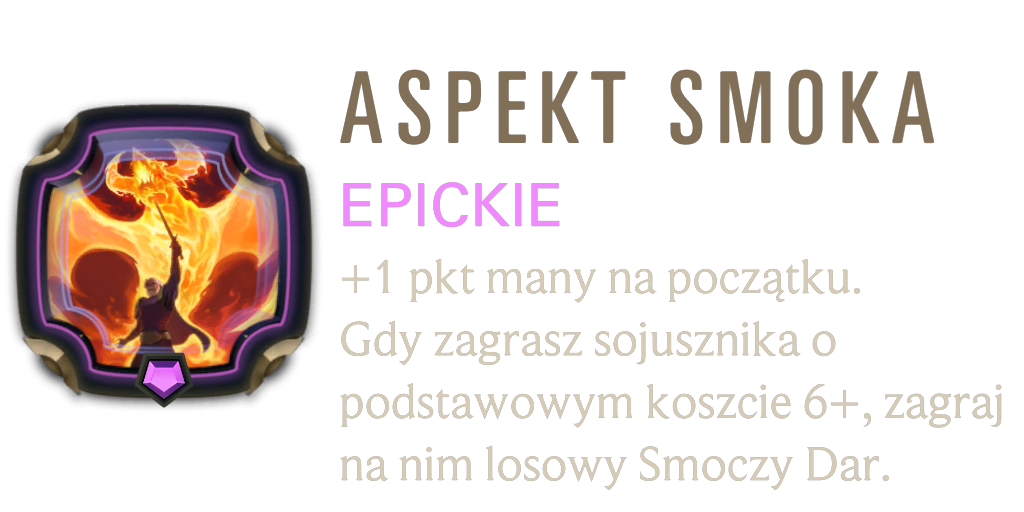 ASPEKT SMOKA
EPICKIE
+1 pkt many na początku.
Gdy zagrasz sojusznika o
podstawowym koszcie 6+, zagraj
na nim losowy Smoczy Dar.